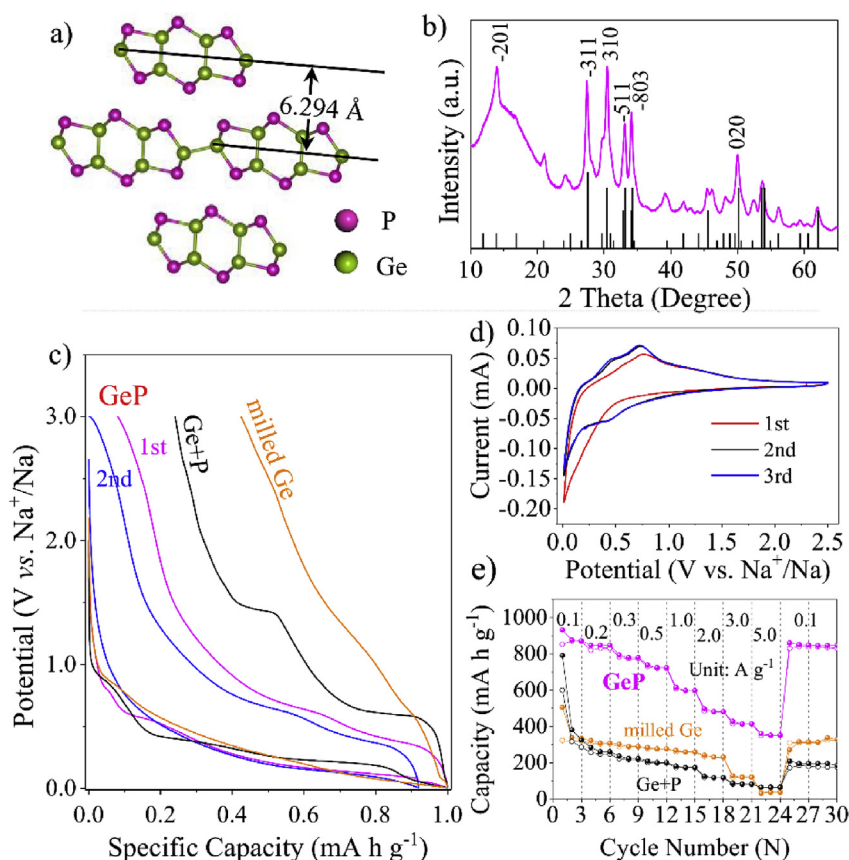 a)
6.294 Å
P
Ge
b)
Intensity (a.u.)
-201
-311
310
-511
-803
020
10 20 30 40 50 60
2 Theta (Degree)
c)
GeP
1st
2nd
Ge+P
milled Ge
Potential (V vs. Na⁺/Na)
3.0
2.0
1.0
0.0
0.0 0.2 0.4 0.6 0.8 1.0
Specific Capacity (mA h g⁻¹)
d)
Current (mA)
0.10
0.05
0.00
-0.05
-0.10
-0.15
-0.20
1st
2nd
3rd
0.0 0.5 1.0 1.5 2.0 2.5
Potential (V vs. Na⁺/Na)
e)
Capacity (mA h g⁻¹)
1000
800
600
400
200
0
0.1 0.2 0.3 0.5 1.0 2.0 3.0 5.0 0.1
Unit: A g⁻¹
GeP
milled Ge
Ge+P
0 3 6 9 12 15 18 21 24 27 30
Cycle Number (N)